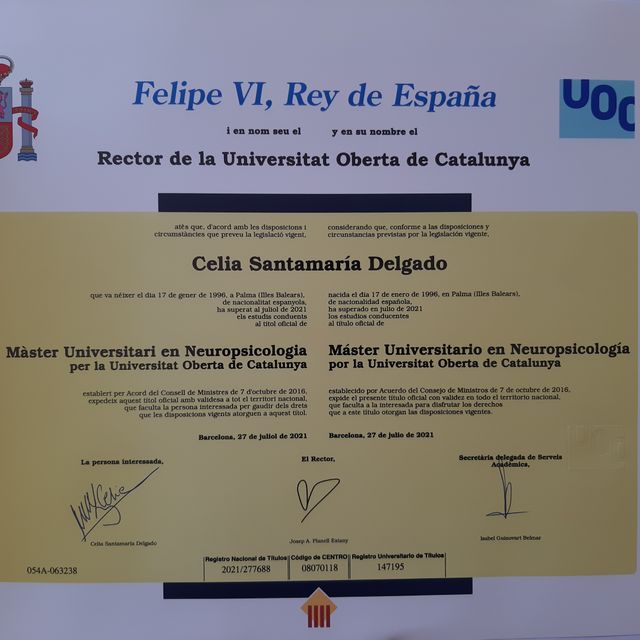 Felipe VI, Rey de España
UOC
i en nom seu el y en su nombre el
Rector de la Universitat Oberta de Catalunya
atès que, d'acord amb les disposicions i
circumstàncies que preveu la legislació vigent,
considerando que, conforme a las disposiciones y
circunstancias previstas por la legislación vigente,
Celia Santamaría Delgado
que va néixer el dia 17 de gener de 1996, a Palma (Illes Balears),
de nacionalitat espanyola,
ha superat al juliol de 2021
els estudis conduents
al títol oficial de
nacida el día 17 de enero de 1996, en Palma (Illes Balears),
de nacionalidad española,
ha superado en julio de 2021
los estudios conducentes
al título oficial de
Màster Universitari en Neuropsicologia
per la Universitat Oberta de Catalunya
Máster Universitario en Neuropsicología
por la Universitat Oberta de Catalunya
establert per Acord del Consell de Ministres de 7 d'octubre de 2016,
expedeix aquest títol oficial amb validesa a tot el territori nacional,
que faculta la persona interessada per gaudir dels drets
que les disposicions vigents atorguen a aquest títol.
establecido por Acuerdo del Consejo de Ministros de 7 de octubre de 2016,
expide el presente título oficial con validez en todo el territorio nacional,
que faculta a la interesada para disfrutar los derechos
que a este título otorgan las disposiciones vigentes.
Barcelona, 27 de juliol de 2021
Barcelona, 27 de julio de 2021
La persona interessada,
El Rector,
Secretària delegada de Serveis
Acadèmics,
Celia Santamaría Delgado
Josep A. Planell Estany
Isabel Guinovart Belmar
Registro Nacional de Títulos Código de CENTRO Registro Universitario de Títulos
2021/277688 08070118 147195
054A-063238